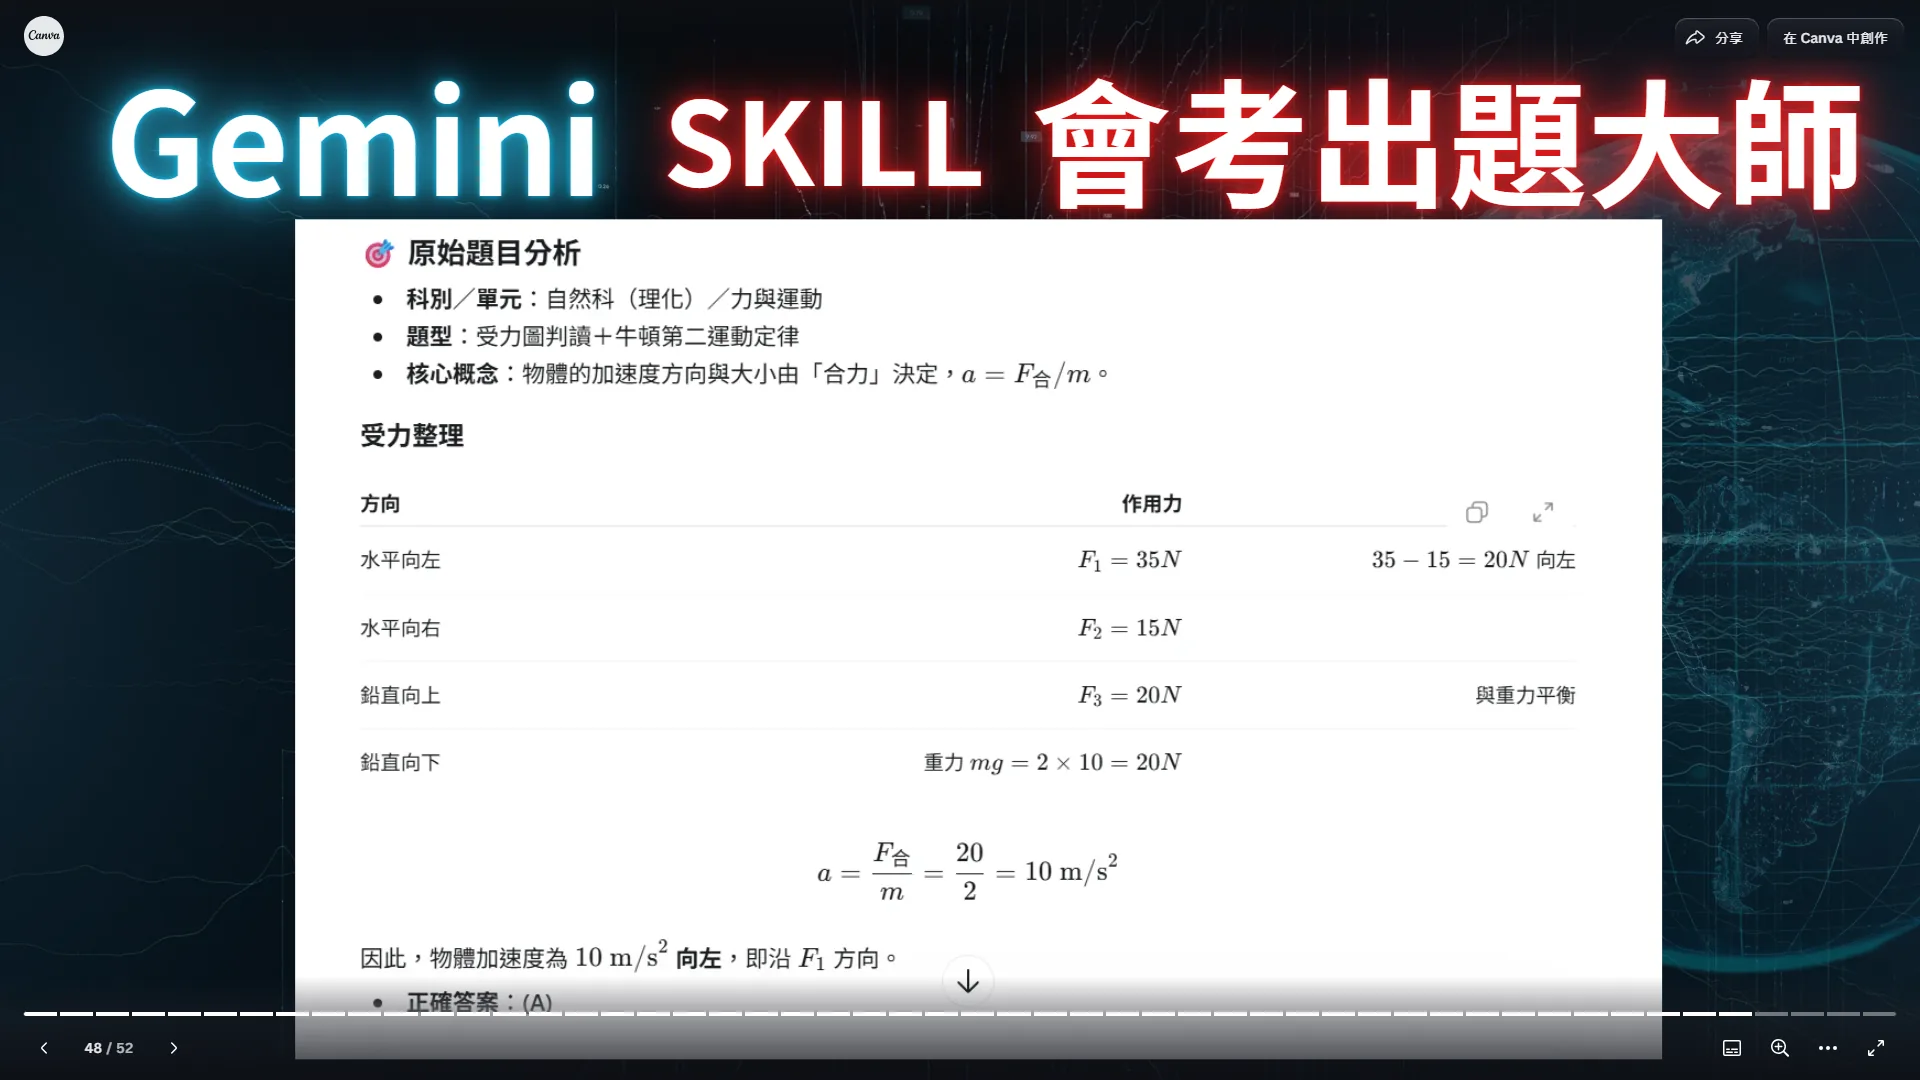 Canva
分享
在 Canva 中創作
Gemini SKILL 會考出題大師
🎯 原始題目分析
• 科別／單元：自然科（理化）／力與運動
• 題型：受力圖判讀＋牛頓第二運動定律
• 核心概念：物體的加速度方向與大小由「合力」決定，a = F合/m。
受力整理
方向 作用力
水平向左 F₁ = 35N 35 − 15 = 20N 向左
水平向右 F₂ = 15N
鉛直向上 F₃ = 20N 與重力平衡
鉛直向下 重力 mg = 2 × 10 = 20N
a = F合/m = 20/2 = 10 m/s²
因此，物體加速度為 10 m/s² 向左，即沿 F₁ 方向。
• 正確答案：(A)
48 / 52